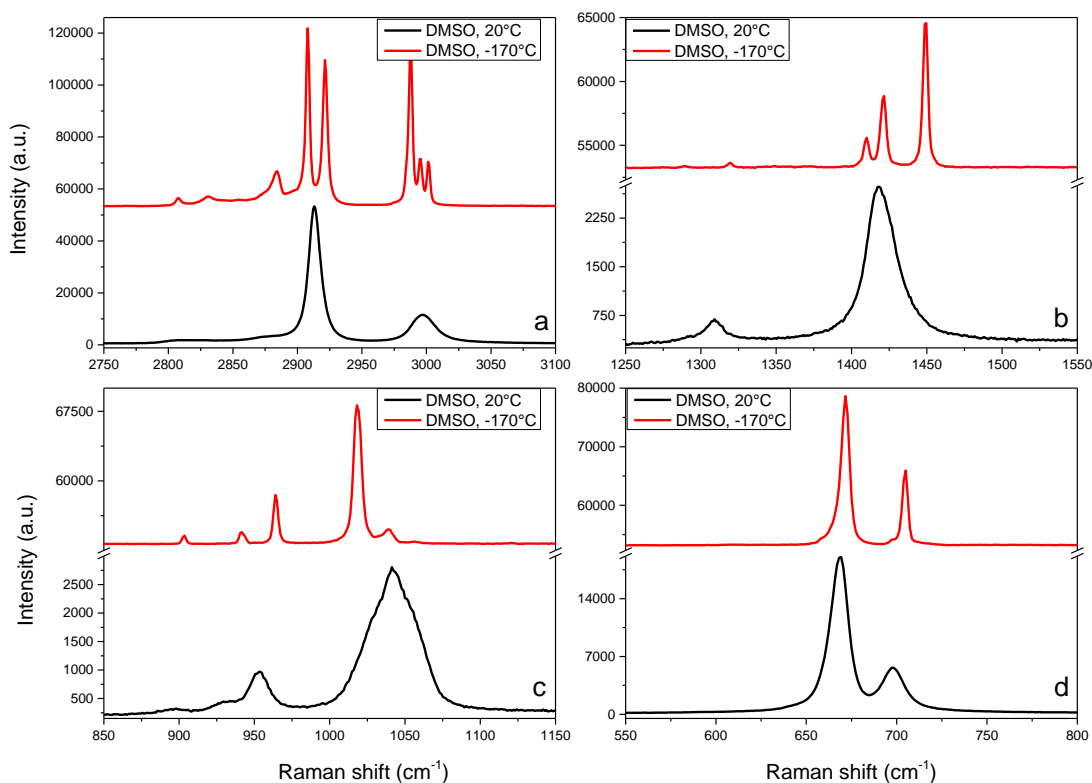 DMSO, 20°C
DMSO, -170°C
120000
100000
80000
60000
40000
20000
0
2750 2800 2850 2900 2950 3000 3050 3100
Intensity (a.u.)
a
DMSO, 20°C
DMSO, -170°C
65000
55000
2250
1500
750
1250 1300 1350 1400 1450 1500 1550
b
DMSO, 20°C
DMSO, -170°C
67500
60000
2500
2000
1500
1000
500
850 900 950 1000 1050 1100 1150
Intensity (a.u.)
Raman shift (cm⁻¹)
c
DMSO, 20°C
DMSO, -170°C
80000
70000
60000
14000
7000
0
550 600 650 700 750 800
Raman shift (cm⁻¹)
d